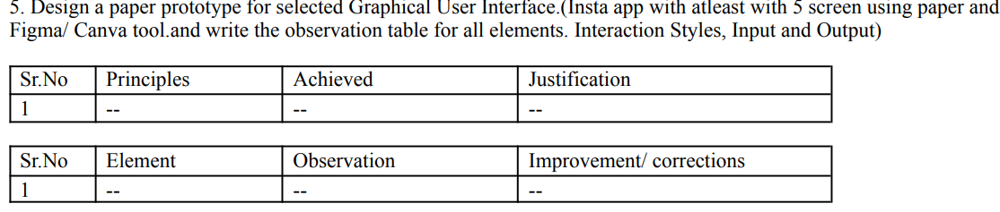 5. Design a paper prototype for selected Graphical User Interface.(Insta app with atleast with 5 screen using paper and
Figma/ Canva tool.and write the observation table for all elements. Interaction Styles, Input and Output)
Sr.No Principles Achieved Justification
1 -- -- --
Sr.No Element Observation Improvement/ corrections
1 -- -- --